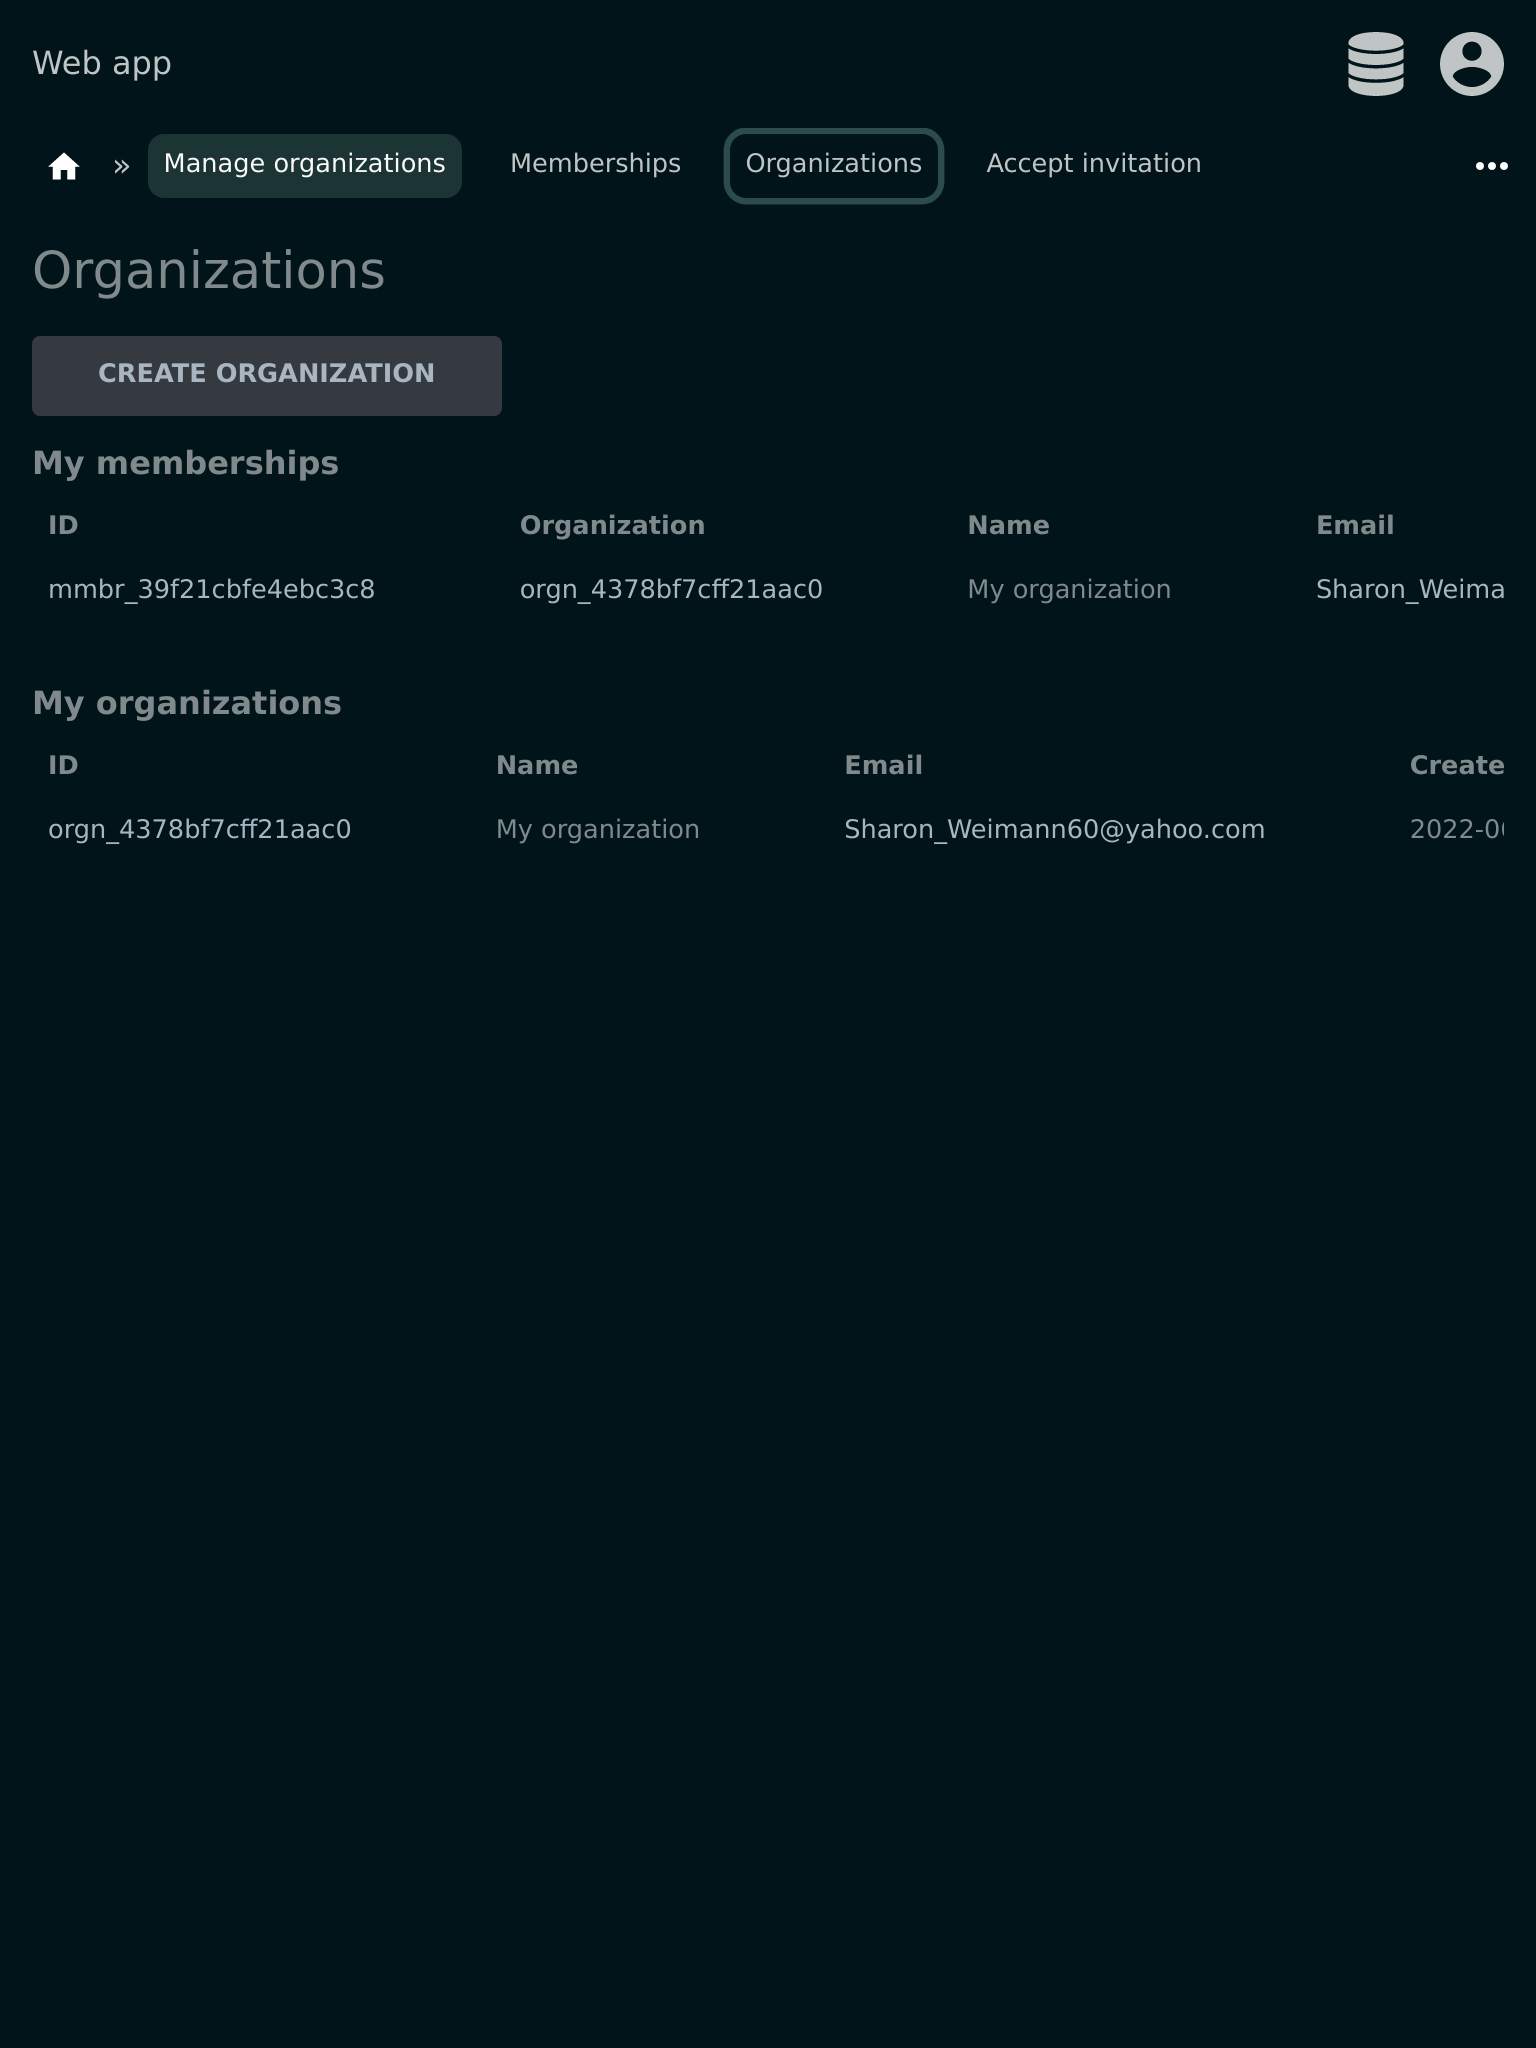 Web app
» Manage organizations Memberships Organizations Accept invitation
Organizations
CREATE ORGANIZATION
My memberships
ID Organization Name Email
mmbr_39f21cbfe4ebc3c8 orgn_4378bf7cff21aac0 My organization Sharon_Weima
My organizations
ID Name Email Create
orgn_4378bf7cff21aac0 My organization Sharon_Weimann60@yahoo.com 2022-0